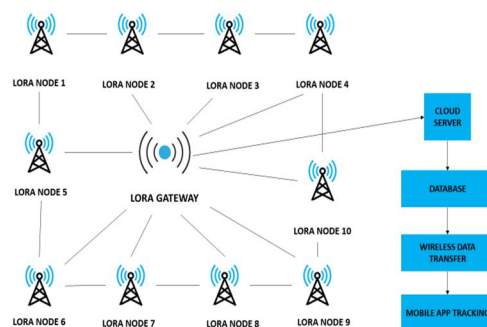 LORA NODE 1
LORA NODE 2
LORA NODE 3
LORA NODE 4
CLOUD
SERVER
LORA NODE 5
LORA GATEWAY
DATABASE
LORA NODE 10
WIRELESS DATA
TRANSFER
LORA NODE 6
LORA NODE 7
LORA NODE 8
LORA NODE 9
MOBILE APP TRACKING